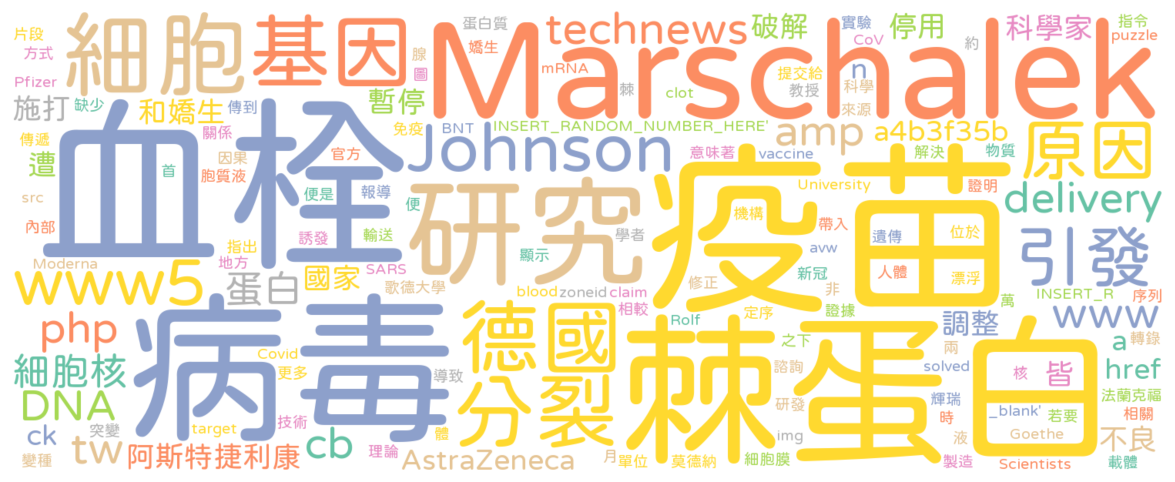 片段
方式
Pfizer
細胞
基因
腺
圖
蛋白質
嬌生
mRNA
棘
technews
破解
clot
提交給
教授
實驗
CoV
n
科學
來源
停用
約
科學家
指令
puzzle
Marschalek
施打
缺少
和嬌生
傳到
暫停
免疫
BNT
INSERT_RANDOM_NUMBER_HERE'
amp
a4b3f35b
原因
傳遞
遭
關係
因果
胞質液
首
官方
報導
血栓
Johnson
意味著
vaccine
解決
物質
證明
delivery
src
內部
Moderna
指出
地方
誘發
便是
輸送
便
研究
顯示
學者
疫苗
University
機構
帶入
avw
新冠
遺傳
人體
位於
漂浮
引發
www5
蛋白
國家
SARS
歌德大學
blood
zoneid
claim
相較
修正
非
證據
萬
INSERT_R
序列
www
php
病毒
德國
Rolf
定序
之下
調整
兩
a
轉錄
細胞核
Covid
更多
導致
分裂
棘蛋白
諮詢
solved
輝瑞
核
皆
href
DNA
target
技術
研發
時
_blank'
若要
法蘭克福
相關
ck
突變
tw
cb
理論
體
img
液
Goethe
不良
變種
阿斯特捷利康
AstraZeneca
月
單位
莫德納
細胞膜
製造
Scientists
載體